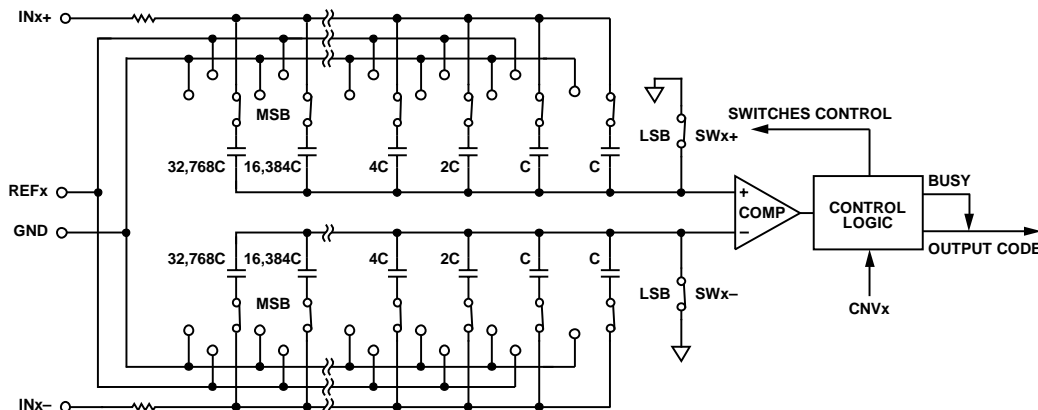 INx+
MSB
SWITCHES CONTROL
LSB SWx+
32,768C 16,384C 4C 2C C C
REFx
BUSY
COMP
+
−
CONTROL
LOGIC
GND
OUTPUT CODE
32,768C 16,384C 4C 2C C C
MSB
LSB SWx−
CNVx
INx−